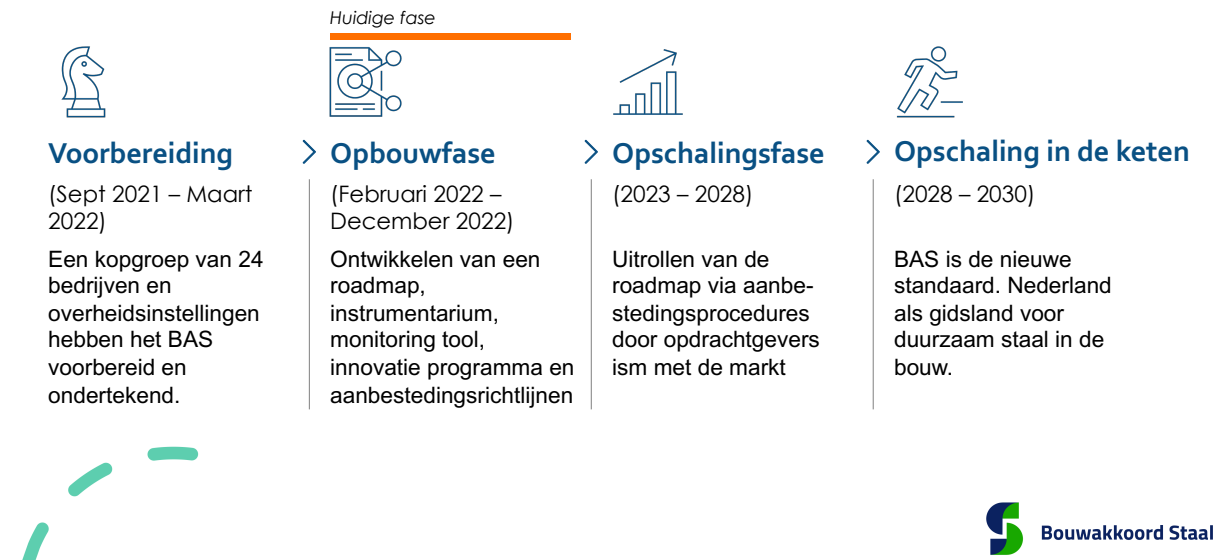 Huidige fase
Voorbereiding
(Sept 2021 – Maart
2022)
Een kopgroep van 24
bedrijven en
overheidsinstellingen
hebben het BAS
voorbereid en
ondertekend.
Opbouwfase
(Februari 2022 –
December 2022)
Ontwikkelen van een
roadmap,
instrumentarium,
monitoring tool,
innovatie programma en
aanbestedingsrichtlijnen
Opschalingsfase
(2023 – 2028)
Uitrollen van de
roadmap via aanbe-
stedingsprocedures
door opdrachtgevers
ism met de markt
Opschaling in de keten
(2028 – 2030)
BAS is de nieuwe
standaard. Nederland
als gidsland voor
duurzaam staal in de
bouw.
Bouwakkoord Staal